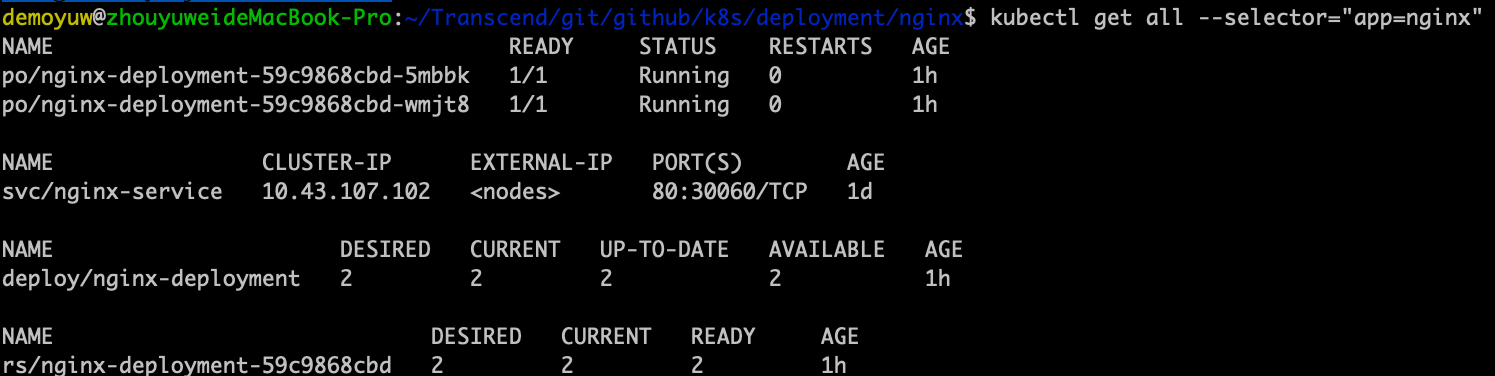 demoyuw@zhouyuweideMacBook-Pro:~/Transcend/git/github/k8s/deployment/nginx$ kubectl get all --selector="app=nginx"
NAME READY STATUS RESTARTS AGE
po/nginx-deployment-59c9868cbd-5mbbk 1/1 Running 0 1h
po/nginx-deployment-59c9868cbd-wmjt8 1/1 Running 0 1h
NAME CLUSTER-IP EXTERNAL-IP PORT(S) AGE
svc/nginx-service 10.43.107.102 <nodes> 80:30060/TCP 1d
NAME DESIRED CURRENT UP-TO-DATE AVAILABLE AGE
deploy/nginx-deployment 2 2 2 2 1h
NAME DESIRED CURRENT READY AGE
rs/nginx-deployment-59c9868cbd 2 2 2 1h